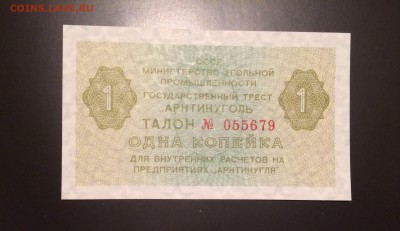 COINS.LAVE.RU
СССР
МИНИСТЕРСТВО УГОЛЬНОЙ
ПРОМЫШЛЕННОСТИ
ГОСУДАРСТВЕННЫЙ ТРЕСТ
АРКТИКУГОЛЬ
1 ТАЛОН № 055679 1
ОДНА КОПЕЙКА
ДЛЯ ВНУТРЕННИХ РАСЧЕТОВ НА
ПРЕДПРИЯТИЯХ „АРКТИКУГЛЯ"